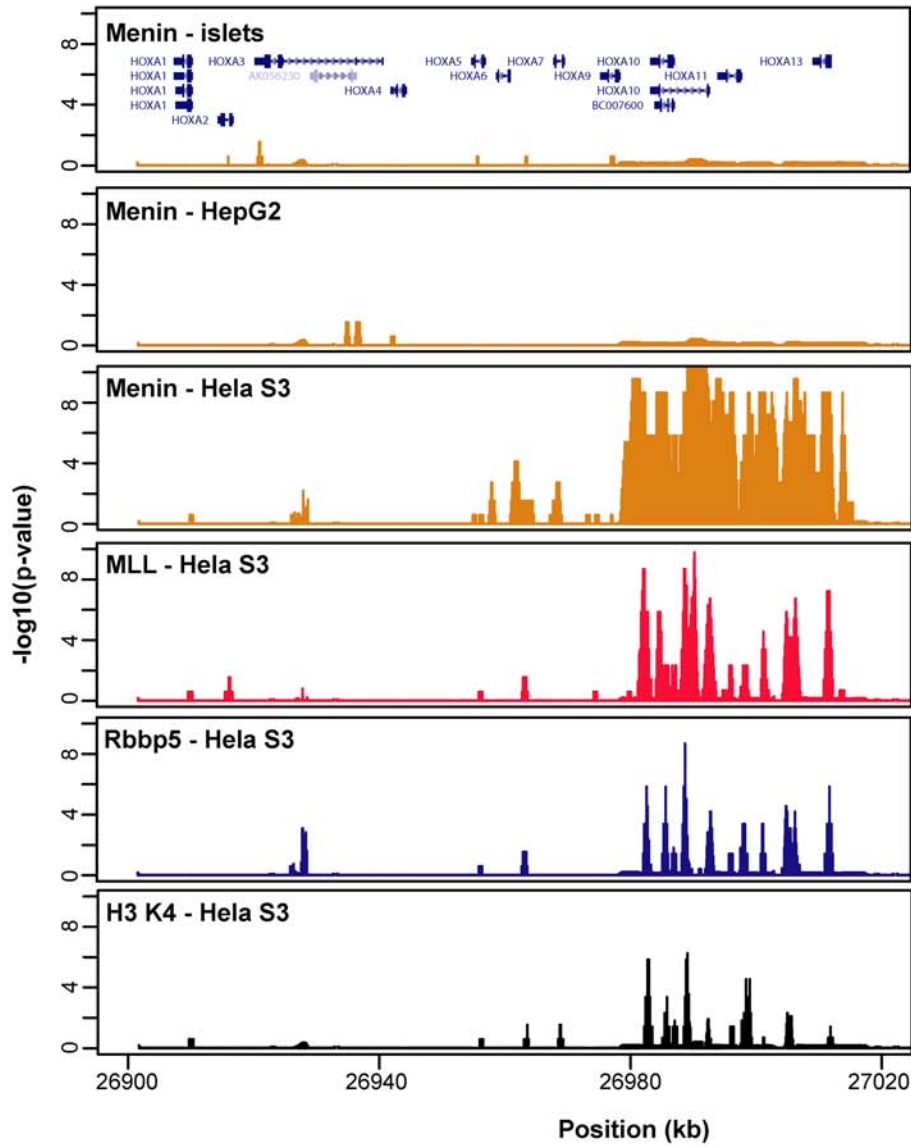 Menin - islets
8
4
0
HOXA1 HOXA3 HOXA5 HOXA7 HOXA10 HOXA13
HOXA1 AK056230 HOXA6 HOXA9 HOXA11
HOXA1 HOXA4 HOXA10
HOXA1 BC007600
HOXA2
Menin - HepG2
8
4
0
Menin - Hela S3
8
4
0
MLL - Hela S3
8
4
0
Rbbp5 - Hela S3
8
4
0
H3 K4 - Hela S3
8
4
0
-log10(p-value)
26900 26940 26980 27020
Position (kb)